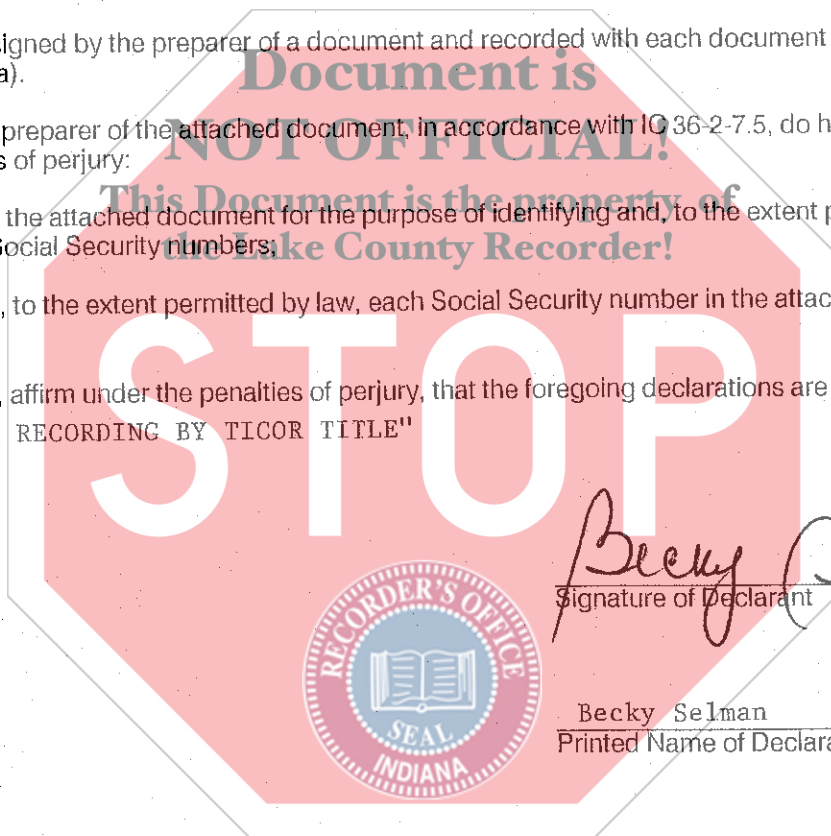 igned by the preparer of a document and recorded with each document
a).
Document is
preparer of the attached document, in accordance with IC 36-2-7.5, do h
NOT OFFICIAL!
s of perjury:
This Document is the property of
the attached document for the purpose of identifying and, to the extent p
Social Security numbers;
the Lake County Recorder!
, to the extent permitted by law, each Social Security number in the attac
, affirm under the penalties of perjury, that the foregoing declarations are
RECORDING BY TICOR TITLE"
STOP
Becky
Signature of Declarant
RECORDER'S OFFICE
SEAL
INDIANA
Becky Selman
Printed Name of Declara